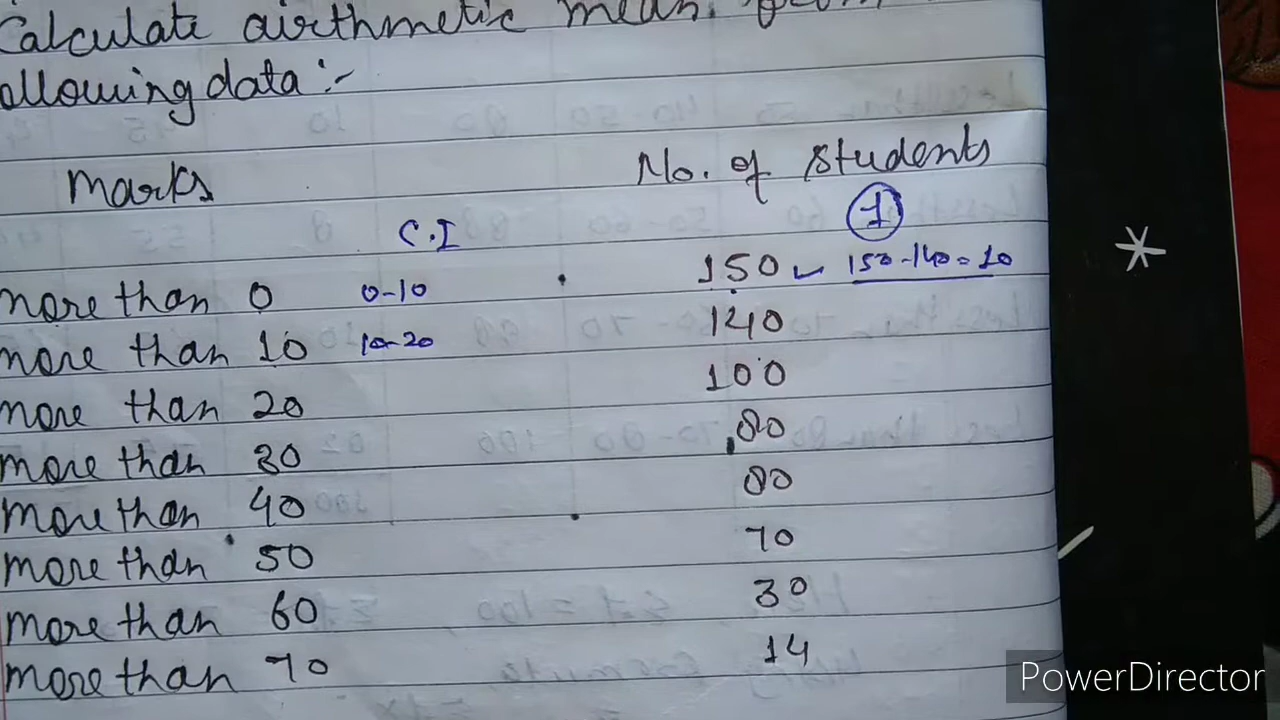 Calculate airthmetic mean. from
ollowing data :-
Marks No. of students
C.I 1
more than 0 0-10 150 150-140=10
more than 10 10-20 140
more than 20 100
more than 30 80
more than 40 80
more than 50 70
more than 60 30
more than 70 14
PowerDirector